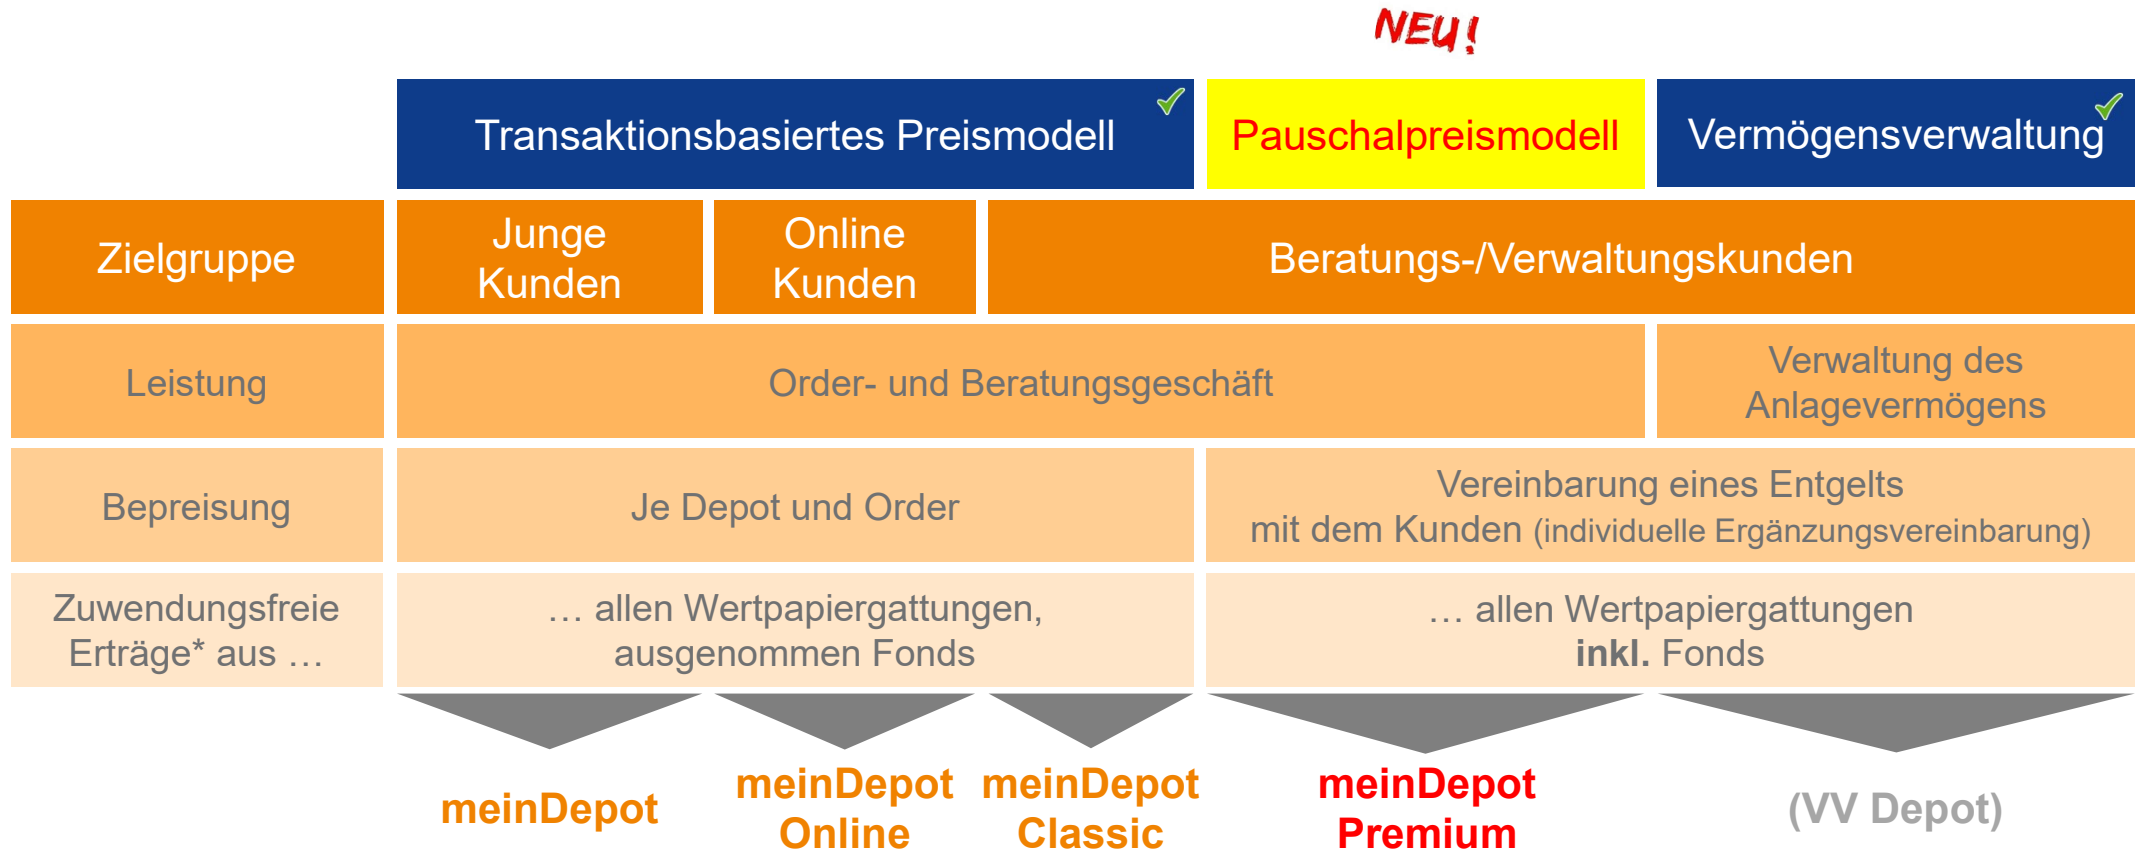 NEU!
Transaktionsbasiertes Preismodell
Pauschalpreismodell
Vermögensverwaltung
Zielgruppe
Junge
Kunden
Online
Kunden
Beratungs-/Verwaltungskunden
Leistung
Order- und Beratungsgeschäft
Verwaltung des
Anlagevermögens
Bepreisung
Je Depot und Order
Vereinbarung eines Entgelts
mit dem Kunden (individuelle Ergänzungsvereinbarung)
Zuwendungsfreie
Erträge* aus …
… allen Wertpapiergattungen,
ausgenommen Fonds
… allen Wertpapiergattungen
inkl. Fonds
meinDepot
meinDepot
Online
meinDepot
Classic
meinDepot
Premium
(VV Depot)